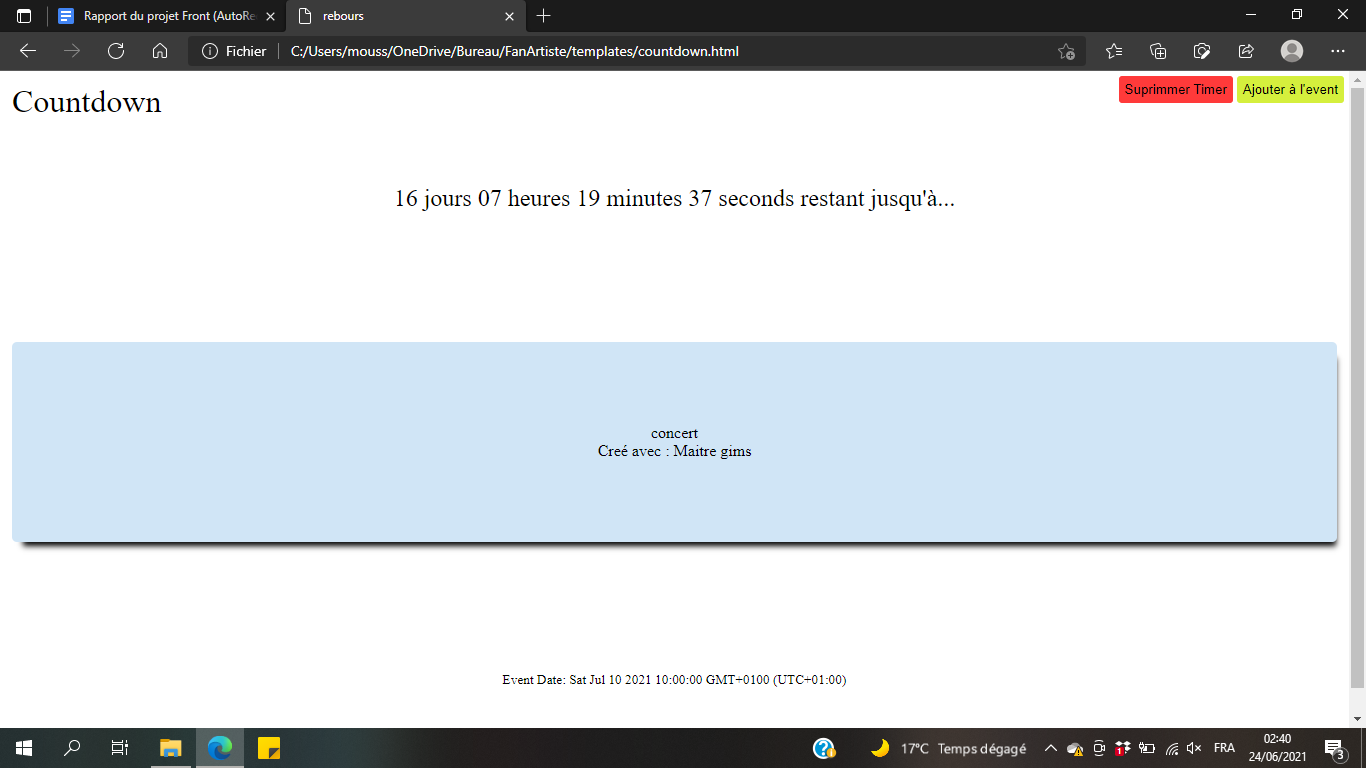 Rapport du projet Front (AutoRe
rebours
Fichier
C:/Users/mouss/OneDrive/Bureau/FanArtiste/templates/countdown.html
Countdown
Suprimmer Timer
Ajouter à l'event
16 jours 07 heures 19 minutes 37 seconds restant jusqu'à...
concert
Creé avec : Maitre gims
Event Date: Sat Jul 10 2021 10:00:00 GMT+0100 (UTC+01:00)
17°C Temps dégagé
FRA
02:40
24/06/2021
3